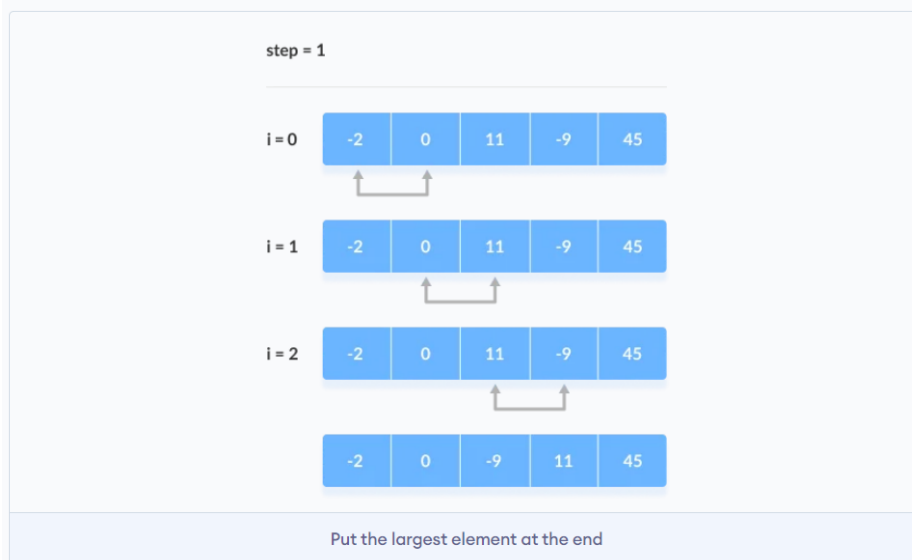 step = 1
i = 0 -2 0 11 -9 45
i = 1 -2 0 11 -9 45
i = 2 -2 0 11 -9 45
-2 0 -9 11 45
Put the largest element at the end